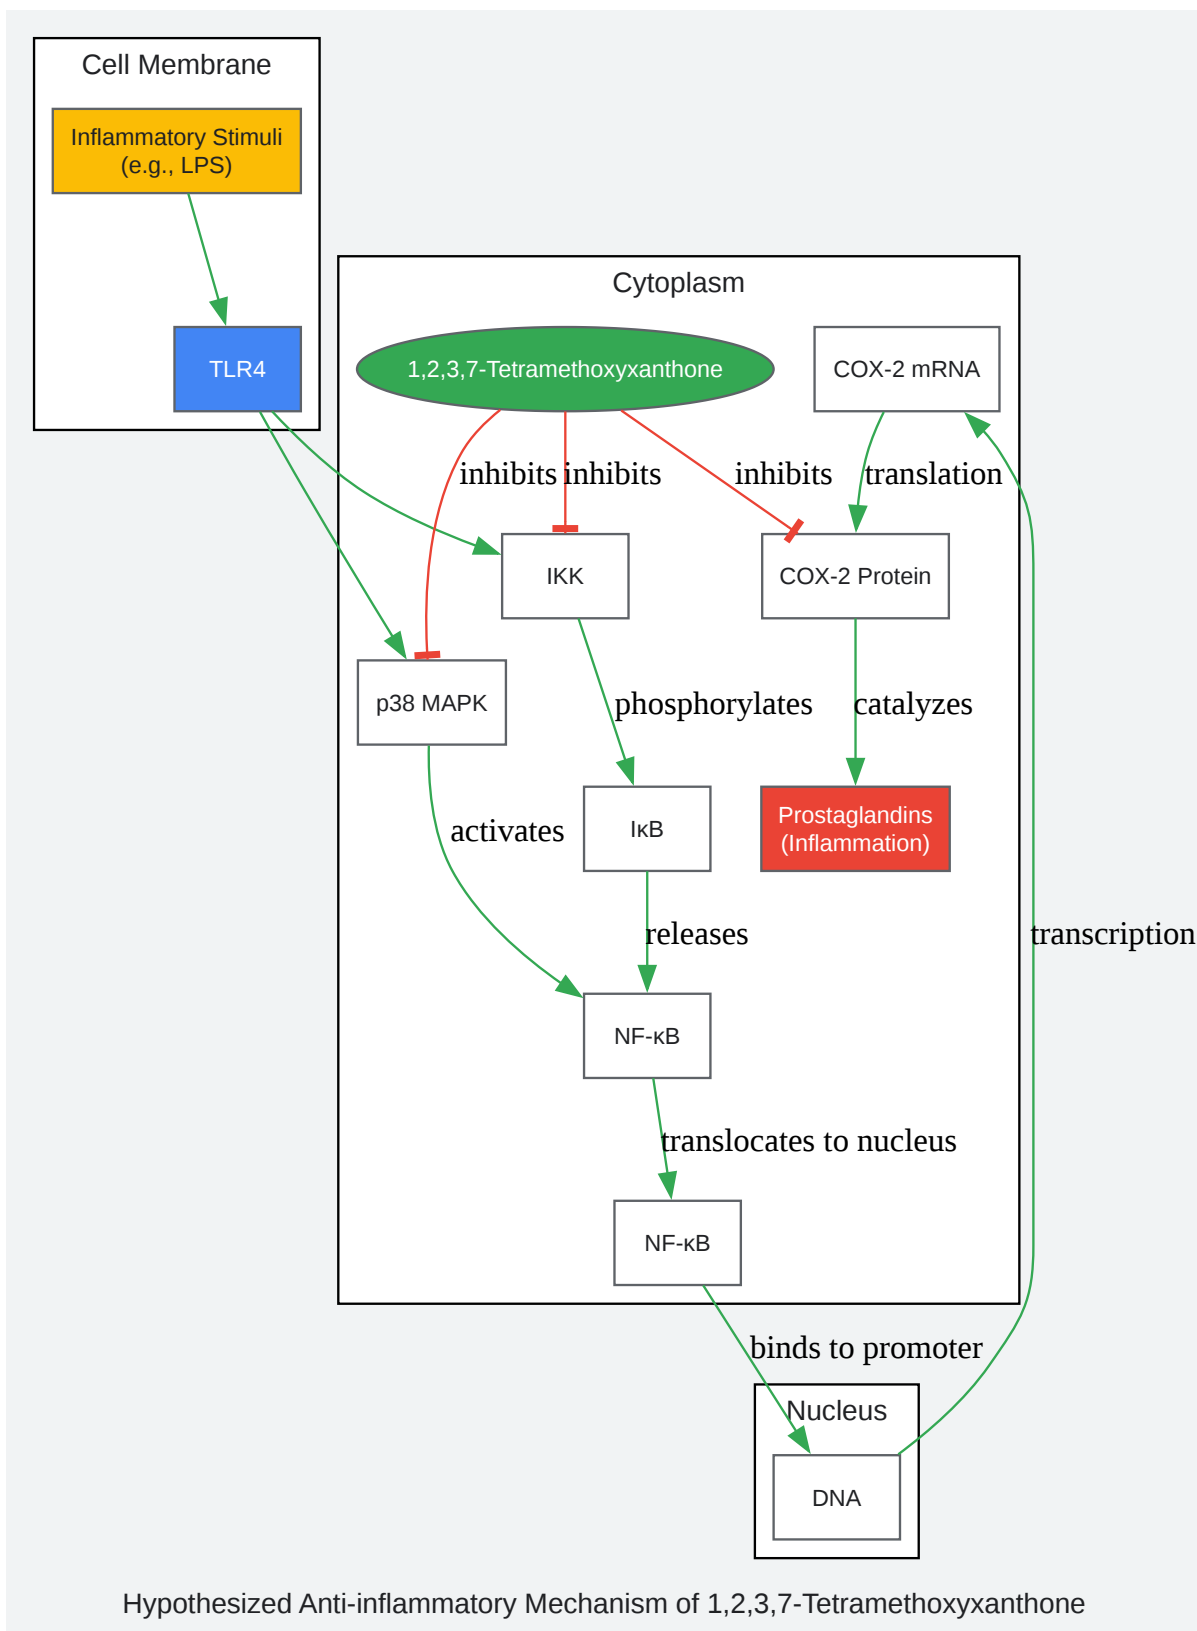 Cell Membrane
Inflammatory Stimuli
(e.g., LPS)
TLR4
Cytoplasm
1,2,3,7-Tetramethoxyxanthone
COX-2 mRNA
inhibits
inhibits
inhibits
translation
IKK
COX-2 Protein
p38 MAPK
phosphorylates
catalyzes
activates
IκB
Prostaglandins
(Inflammation)
releases
transcription
NF-κB
translocates to nucleus
NF-κB
binds to promoter
Nucleus
DNA
Hypothesized Anti-inflammatory Mechanism of 1,2,3,7-Tetramethoxyxanthone